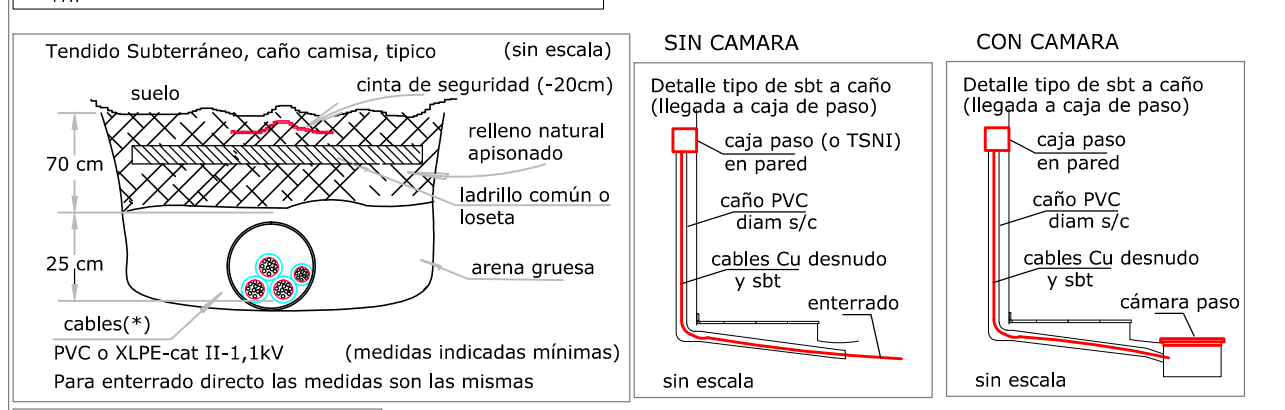 Tendido Subterráneo, caño camisa, tipico (sin escala)
cinta de seguridad (-20cm)
suelo
relleno natural
apisonado
70 cm
ladrillo común o
loseta
25 cm
arena gruesa
cables(*)
PVC o XLPE-cat II-1,1kV (medidas indicadas mínimas)
Para enterrado directo las medidas son las mismas
SIN CAMARA
Detalle tipo de sbt a caño
(llegada a caja de paso)
caja paso (o TSNI)
en pared
caño PVC
diam s/c
cables Cu desnudo
y sbt
enterrado
sin escala
CON CAMARA
Detalle tipo de sbt a caño
(llegada a caja de paso)
caja paso
en pared
caño PVC
diam s/c
cables Cu desnudo
y sbt
cámara paso
sin escala